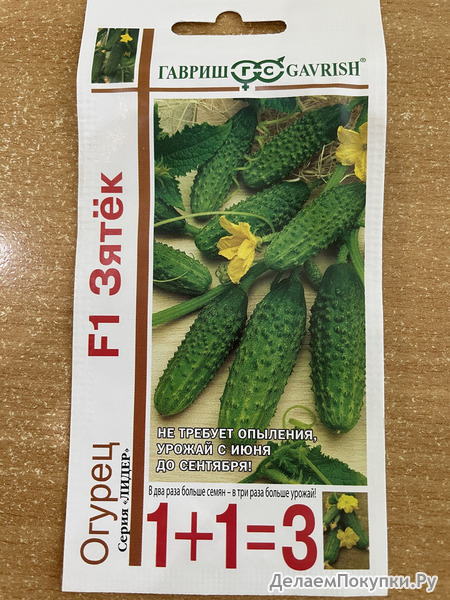 ГАВРИШ Г-С GAVRISH®
Огурец F1 Зятёк
Серия «ЛИДЕР»
НЕ ТРЕБУЕТ ОПЫЛЕНИЯ,
УРОЖАЙ С ИЮНЯ
ДО СЕНТЯБРЯ!
В два раза больше семян – в три раза больше урожай!
1+1=3
ДелаемПокупки.Ру